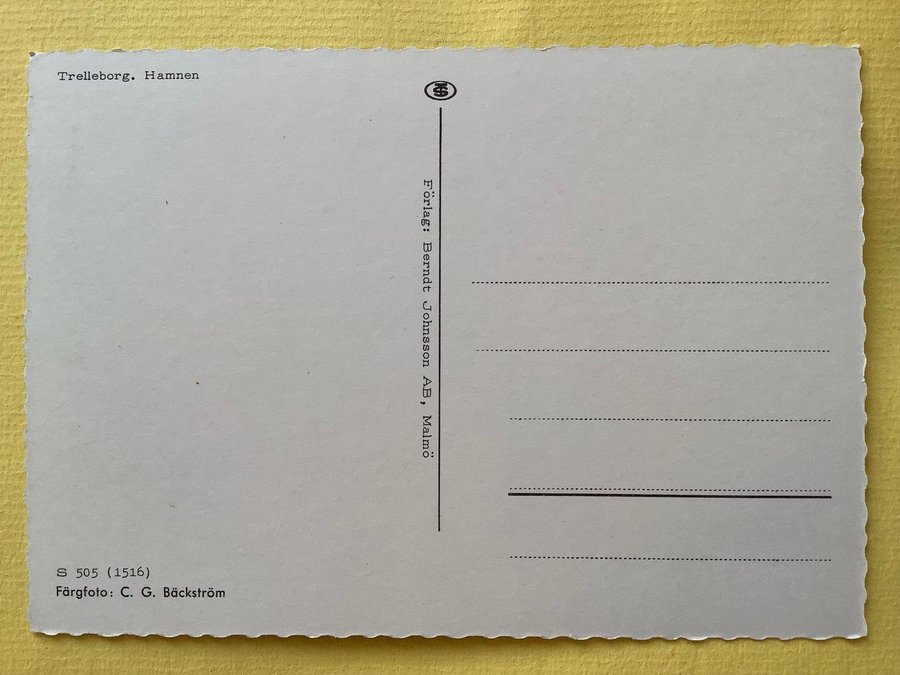 Trelleborg. Hamnen
Förlag: Berndt Johnsson AB, Malmö
S 505 (1516)
Färgfoto: C. G. Bäckström